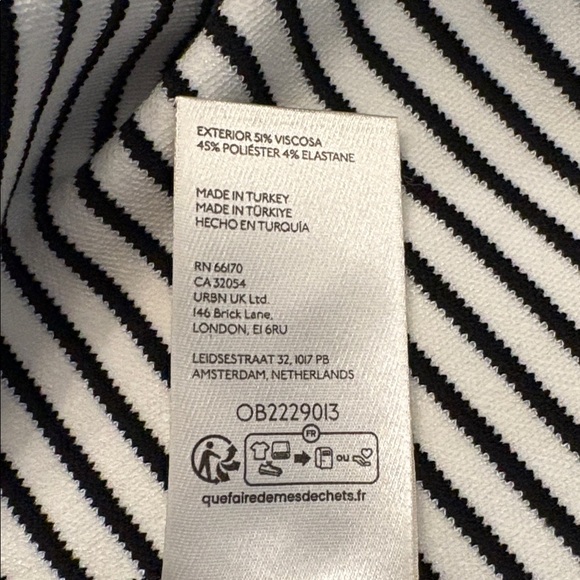 EXTERIOR 51% VISCOSA
45% POLIÉSTER 4% ELASTANE
MADE IN TURKEY
MADE IN TÜRKIYE
HECHO EN TURQUÍA
RN 66170
CA 32054
URBN UK Ltd.
146 Brick Lane,
LONDON, E1 6RU
LEIDSESTRAAT 32, 1017 PB
AMSTERDAM, NETHERLANDS
OB2229013
FR
ou
quefairedemesdechets.fr